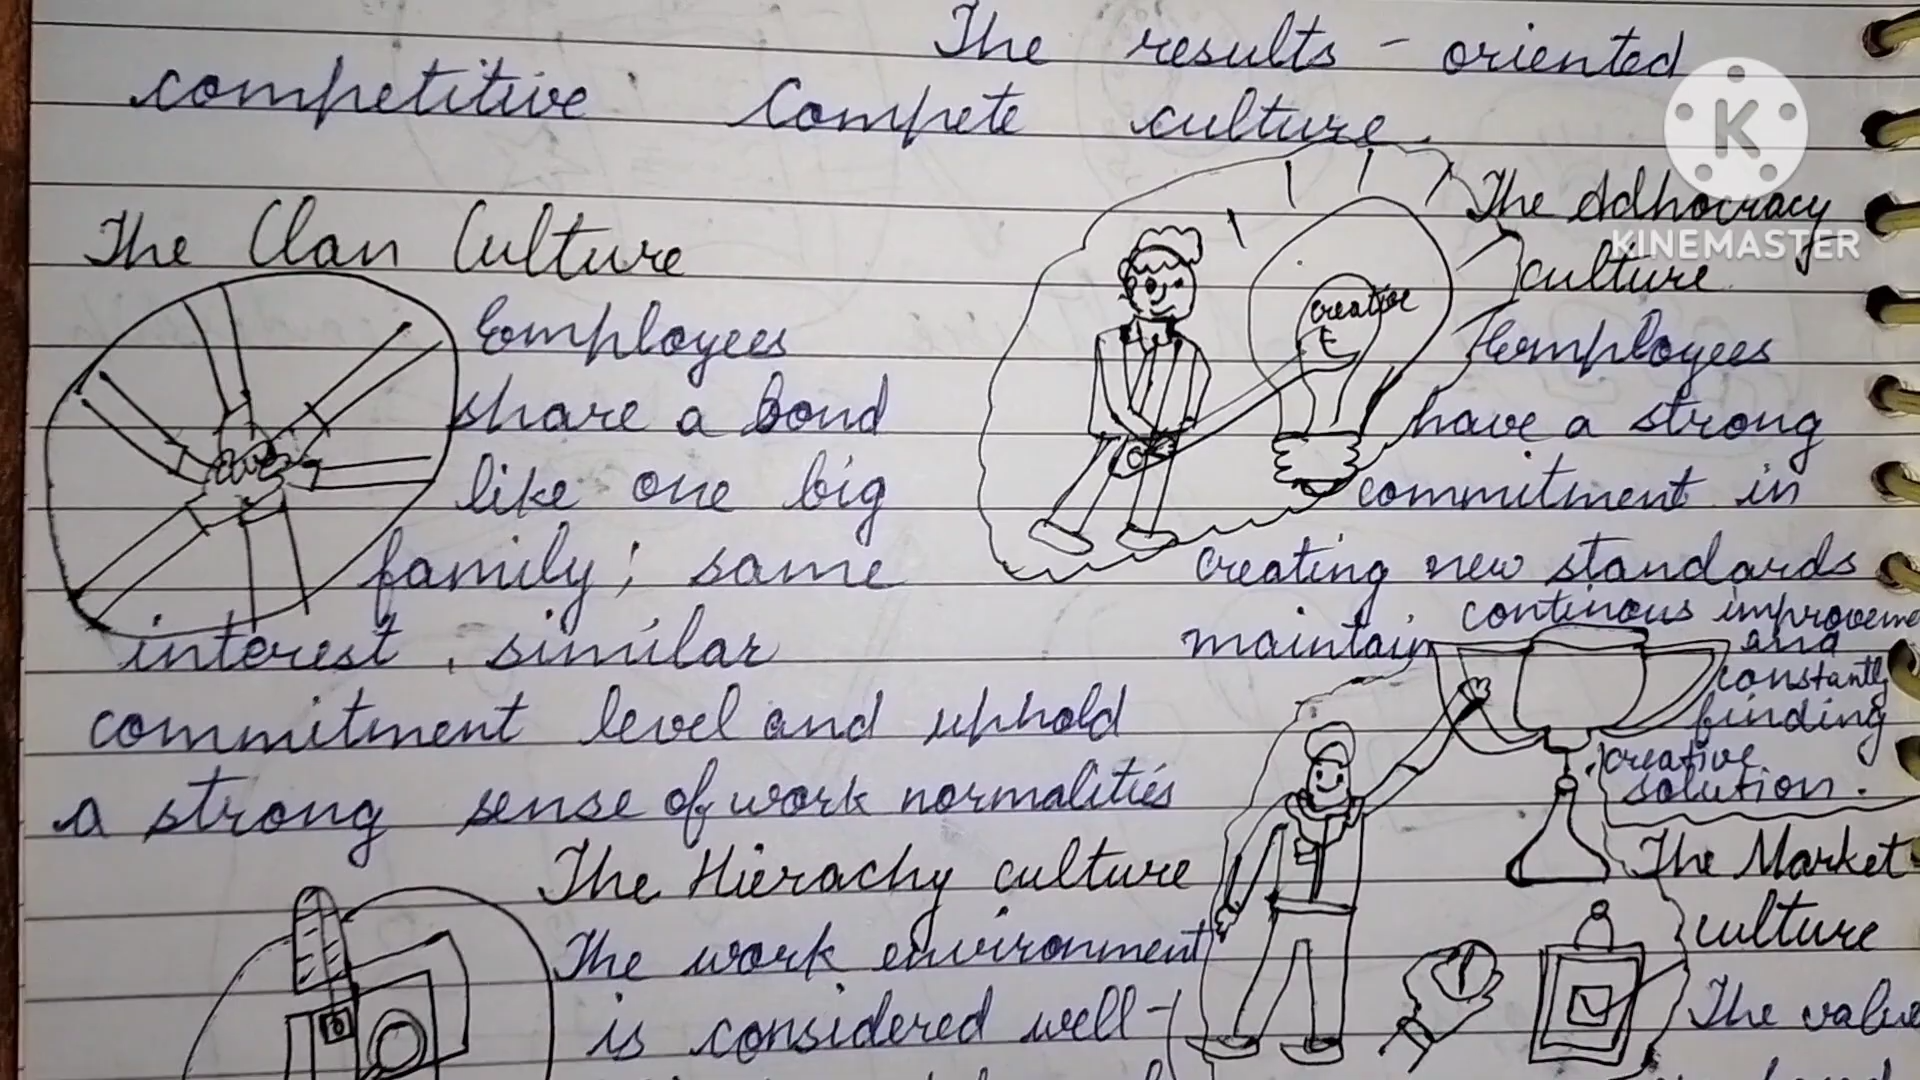 The results - oriented
competitive Compete culture.
The Clan Culture
Employees
share a bond
like one big
family; same
interest, similar
commitment level and uphold
a strong sense of work normalities
The Adhocracy
culture
creative
Employees
have a strong
commitment in
creating new standards
maintain continous improveme
and
constantly
finding
creative
solution.
The Hierachy culture
The work environment
is considered well-
The Market
culture
The value
K
KINEMASTER